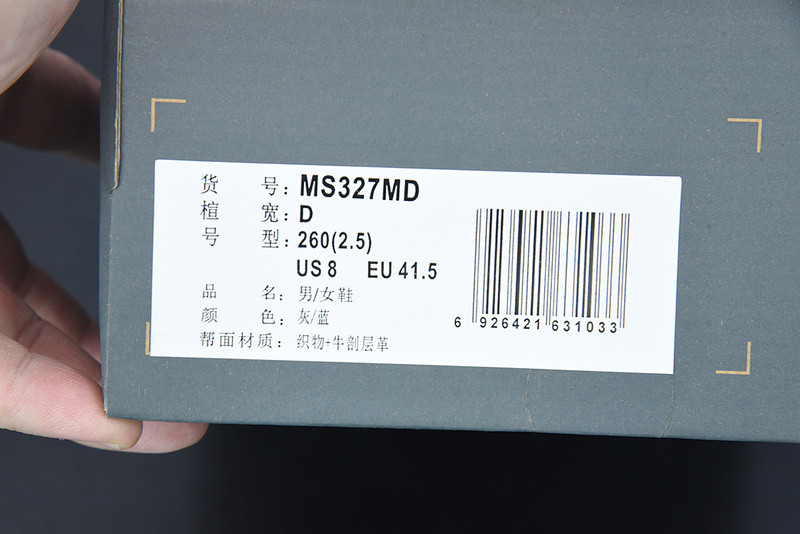 货 号: MS327MD
楦 宽: D
号 型: 260(2.5)
US 8 EU 41.5
品 名: 男/女鞋
颜 色: 灰/蓝
帮面材质: 织物+牛剖层革
6 926421 631033